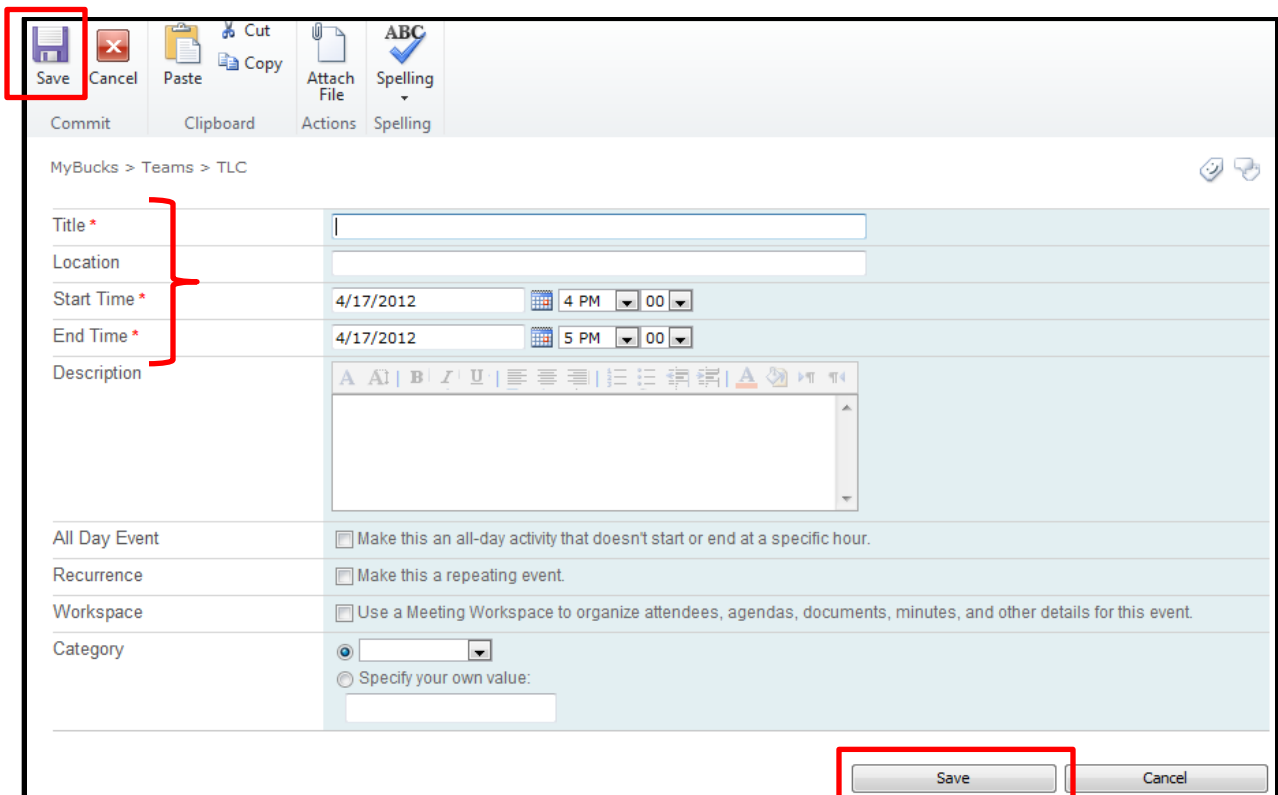 Cut
Copy
ABC
Save Cancel Paste Attach File Spelling
Commit Clipboard Actions Spelling
MyBucks > Teams > TLC
Title *
Location
Start Time * 4/17/2012 4 PM 00
End Time * 4/17/2012 5 PM 00
Description A A B I U A
All Day Event Make this an all-day activity that doesn't start or end at a specific hour.
Recurrence Make this a repeating event.
Workspace Use a Meeting Workspace to organize attendees, agendas, documents, minutes, and other details for this event.
Category
Specify your own value:
Save Cancel